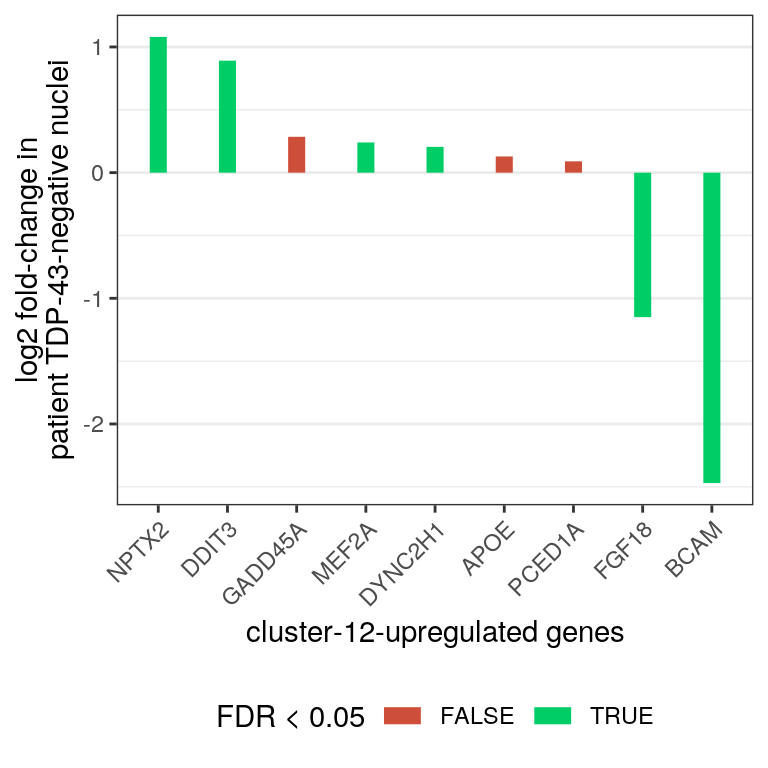 log2 fold-change in
patient TDP-43-negative nuclei
1
0
-1
-2
NPTX2
DDIT3
GADD45A
MEF2A
DYNC2H1
APOE
PCED1A
FGF18
BCAM
cluster-12-upregulated genes
FDR < 0.05 FALSE TRUE